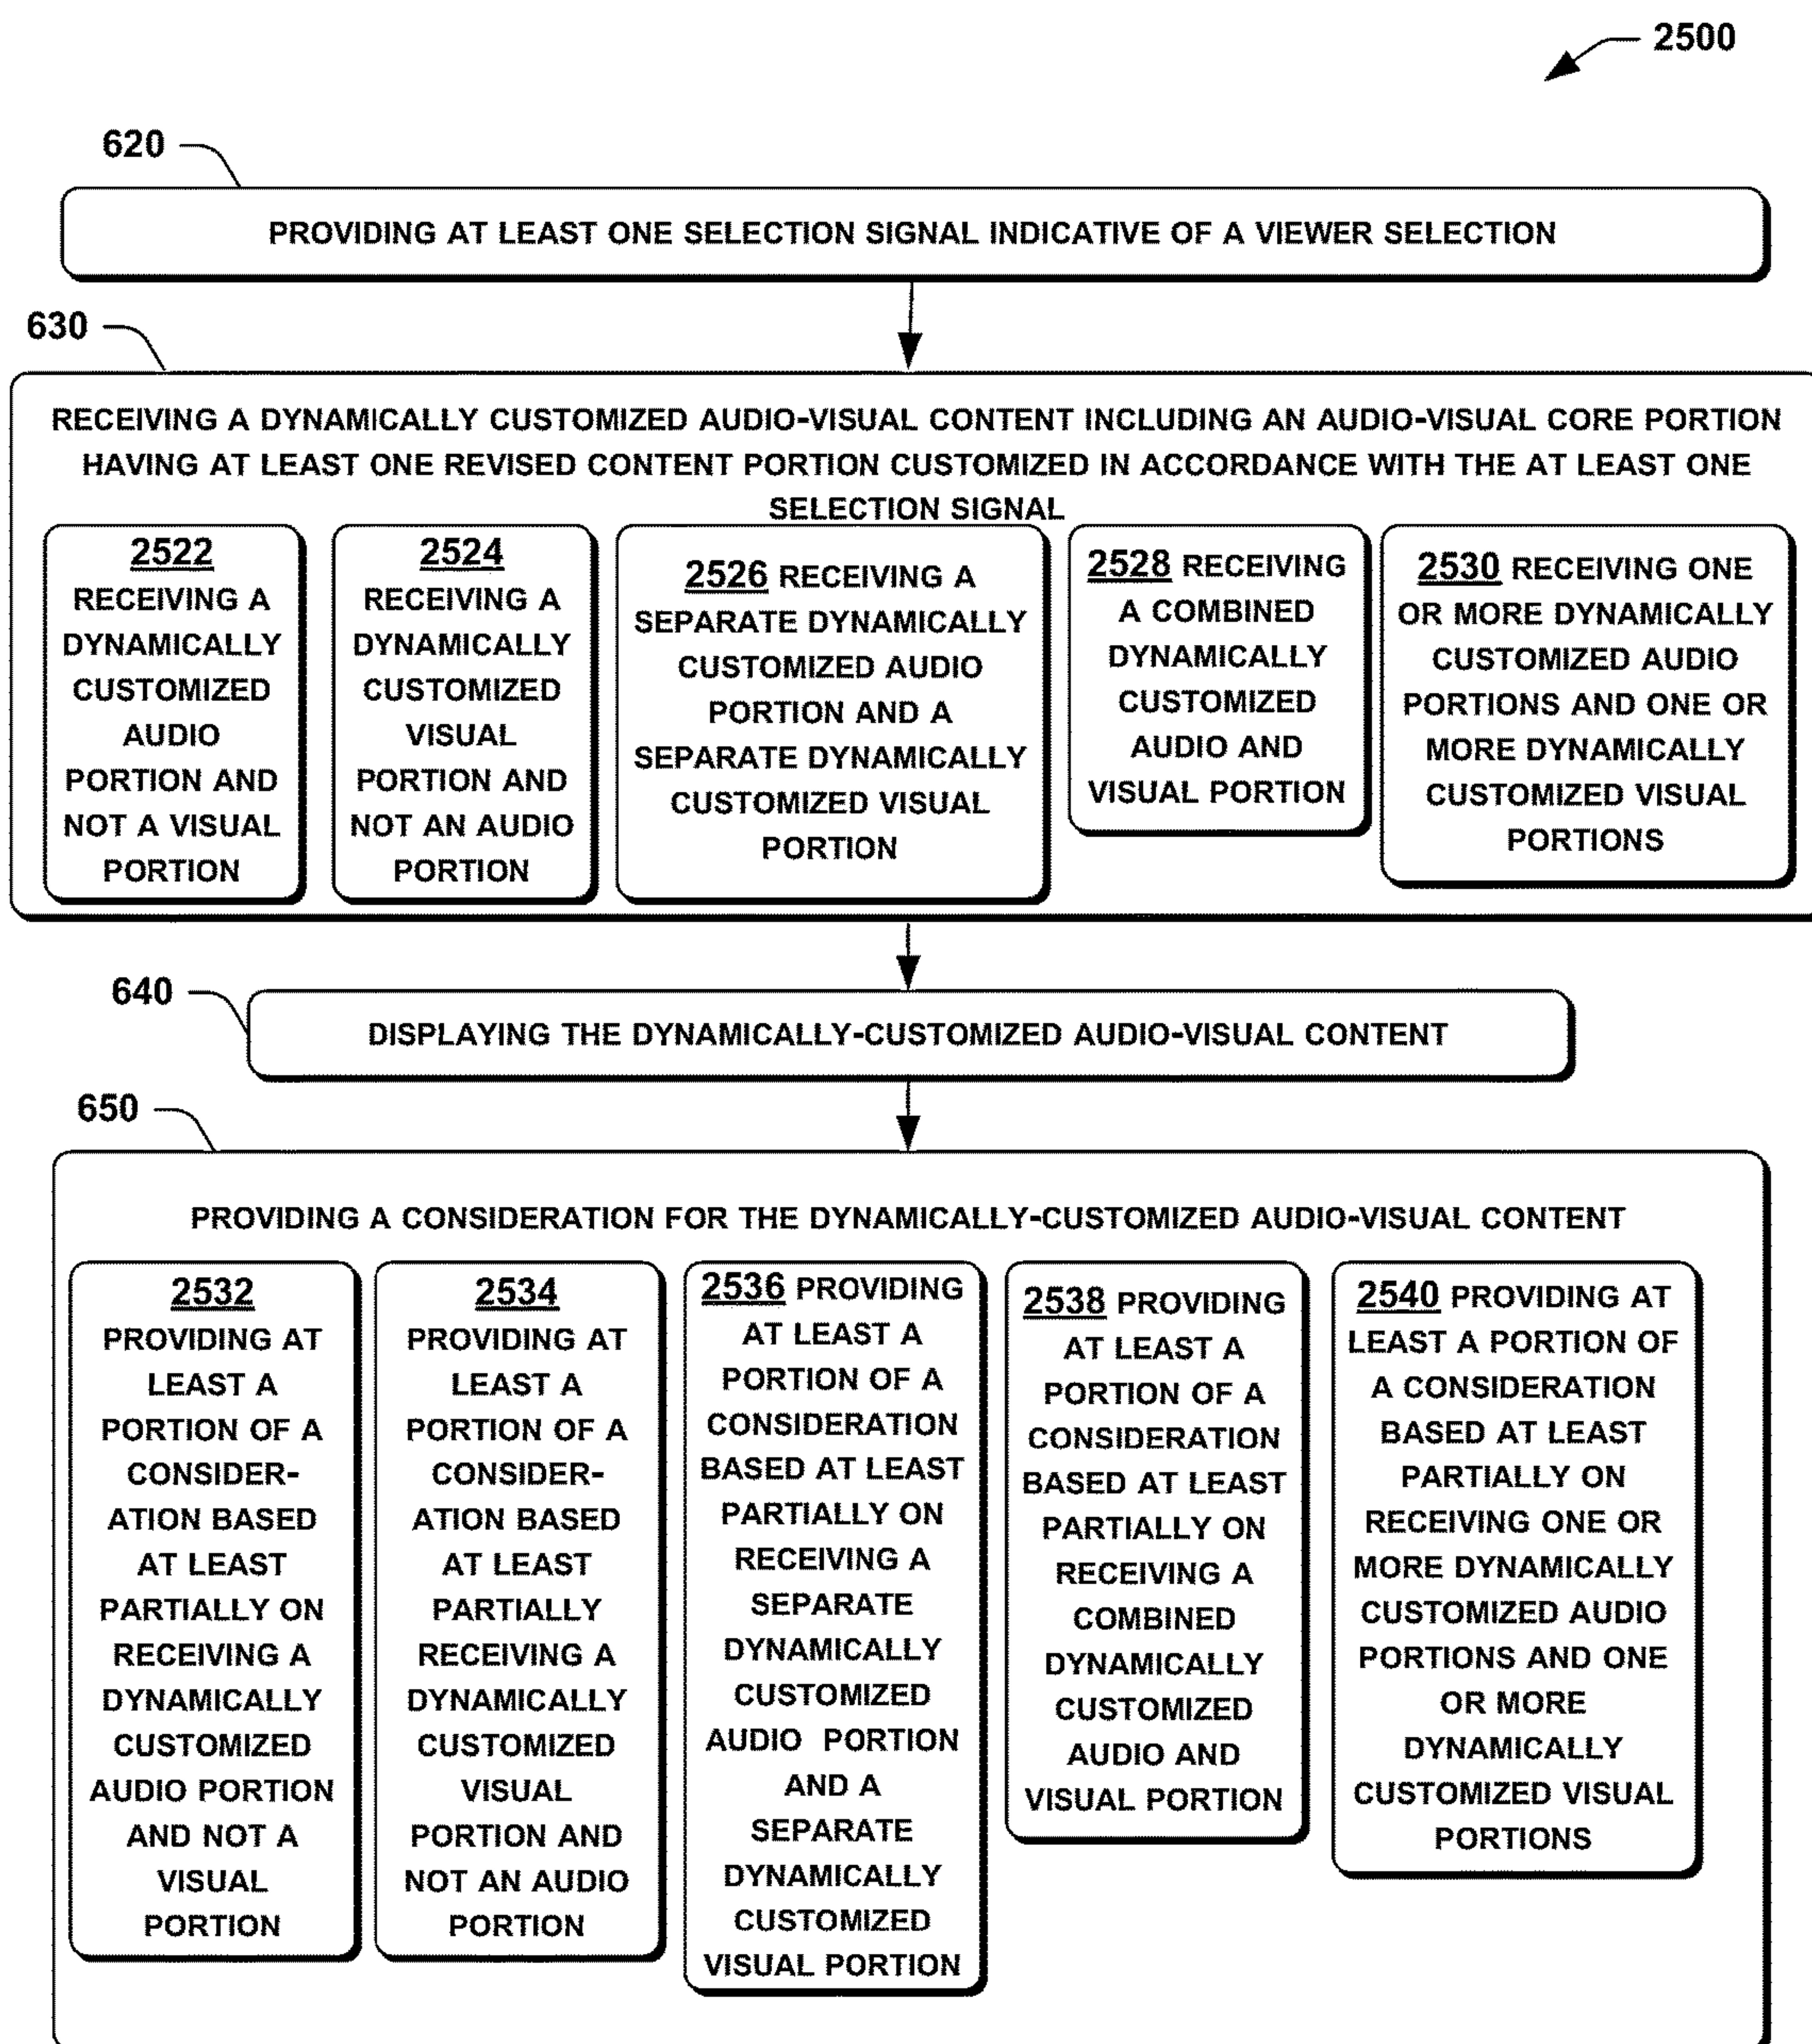 2500
620
PROVIDING AT LEAST ONE SELECTION SIGNAL INDICATIVE OF A VIEWER SELECTION
630
RECEIVING A DYNAMICALLY CUSTOMIZED AUDIO-VISUAL CONTENT INCLUDING AN AUDIO-VISUAL CORE PORTION
HAVING AT LEAST ONE REVISED CONTENT PORTION CUSTOMIZED IN ACCORDANCE WITH THE AT LEAST ONE
SELECTION SIGNAL
2522
RECEIVING A
DYNAMICALLY
CUSTOMIZED
AUDIO
PORTION AND
NOT A VISUAL
PORTION
2524
RECEIVING A
DYNAMICALLY
CUSTOMIZED
VISUAL
PORTION AND
NOT AN AUDIO
PORTION
2526 RECEIVING A
SEPARATE DYNAMICALLY
CUSTOMIZED AUDIO
PORTION AND A
SEPARATE DYNAMICALLY
CUSTOMIZED VISUAL
PORTION
2528 RECEIVING
A COMBINED
DYNAMICALLY
CUSTOMIZED
AUDIO AND
VISUAL PORTION
2530 RECEIVING ONE
OR MORE DYNAMICALLY
CUSTOMIZED AUDIO
PORTIONS AND ONE OR
MORE DYNAMICALLY
CUSTOMIZED VISUAL
PORTIONS
640
DISPLAYING THE DYNAMICALLY-CUSTOMIZED AUDIO-VISUAL CONTENT
650
PROVIDING A CONSIDERATION FOR THE DYNAMICALLY-CUSTOMIZED AUDIO-VISUAL CONTENT
2532
PROVIDING AT
LEAST A
PORTION OF A
CONSIDER-
ATION BASED
AT LEAST
PARTIALLY ON
RECEIVING A
DYNAMICALLY
CUSTOMIZED
AUDIO PORTION
AND NOT A
VISUAL
PORTION
2534
PROVIDING AT
LEAST A
PORTION OF A
CONSIDER-
ATION BASED
AT LEAST
PARTIALLY
RECEIVING A
DYNAMICALLY
CUSTOMIZED
VISUAL
PORTION AND
NOT AN AUDIO
PORTION
2536 PROVIDING
AT LEAST A
PORTION OF A
CONSIDERATION
BASED AT LEAST
PARTIALLY ON
RECEIVING A
SEPARATE
DYNAMICALLY
CUSTOMIZED
AUDIO PORTION
AND A
SEPARATE
DYNAMICALLY
CUSTOMIZED
VISUAL PORTION
2538 PROVIDING
AT LEAST A
PORTION OF A
CONSIDERATION
BASED AT LEAST
PARTIALLY ON
RECEIVING A
COMBINED
DYNAMICALLY
CUSTOMIZED
AUDIO AND
VISUAL PORTION
2540 PROVIDING AT
LEAST A PORTION OF
A CONSIDERATION
BASED AT LEAST
PARTIALLY ON
RECEIVING ONE OR
MORE DYNAMICALLY
CUSTOMIZED AUDIO
PORTIONS AND ONE
OR MORE
DYNAMICALLY
CUSTOMIZED VISUAL
PORTIONS